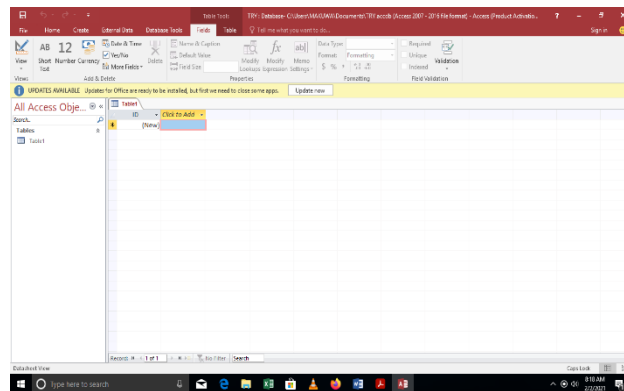 Table Tools
TRY : Database- C:\Users\MAKUWA\Documents\TRY.accdb (Access 2007 - 2016 file format) - Access (Product Activatio...
File Home Create External Data Database Tools Fields Table Tell me what you want to do...
Sign in
View
AB 12
Short Text
Number
Currency
Date & Time
Yes/No
More Fields
Delete
Name & Caption
Default Value
Field Size
Modify Lookups
Modify Expression
Memo Settings
Data Type
Format: Formatting
$ %
Required
Unique
Indexed
Validation
Views Add & Delete Properties Formatting Field Validation
UPDATES AVAILABLE Updates for Office are ready to be installed, but first we need to close some apps. Update now
All Access Obje...
Search..
Tables
Table1
Table1
ID Click to Add
(New)
Record: 1 of 1 No Filter Search
Datasheet View
Caps Lock
Type here to search
8:18 AM
2/2/2021